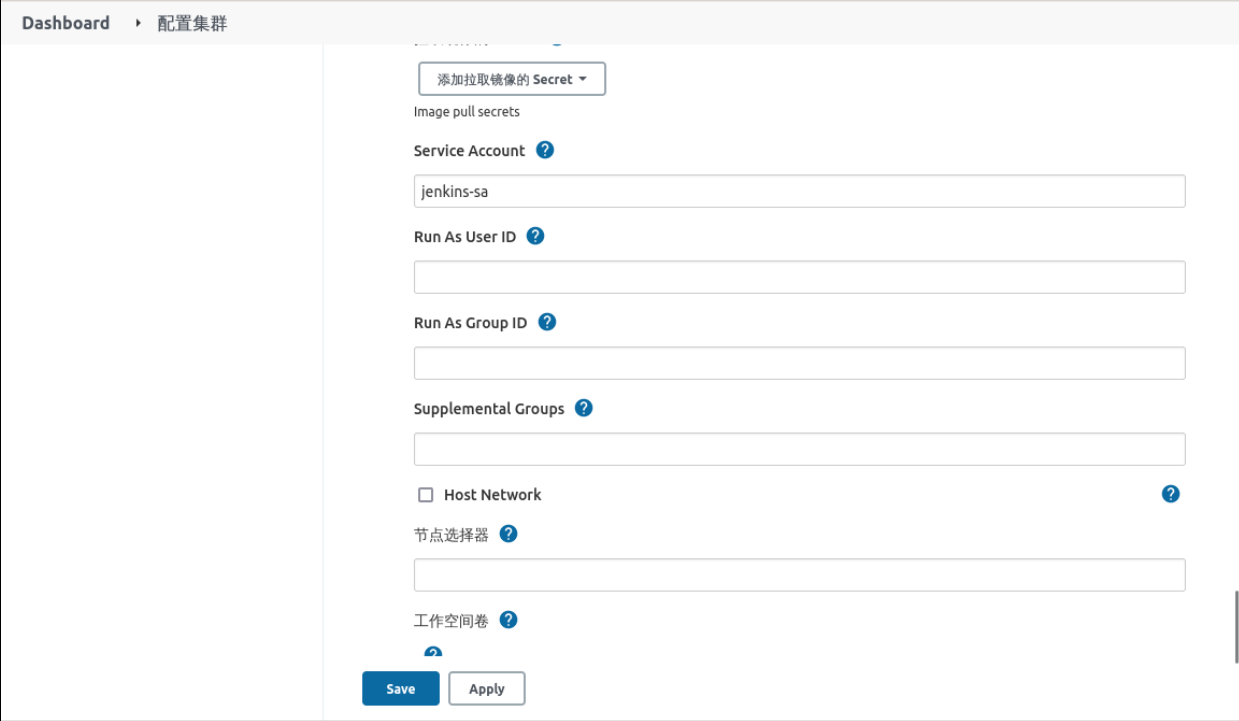 Dashboard 配置集群
添加拉取镜像的 Secret
Image pull secrets
Service Account
jenkins-sa
Run As User ID
Run As Group ID
Supplemental Groups
Host Network
节点选择器
工作空间卷
Save Apply